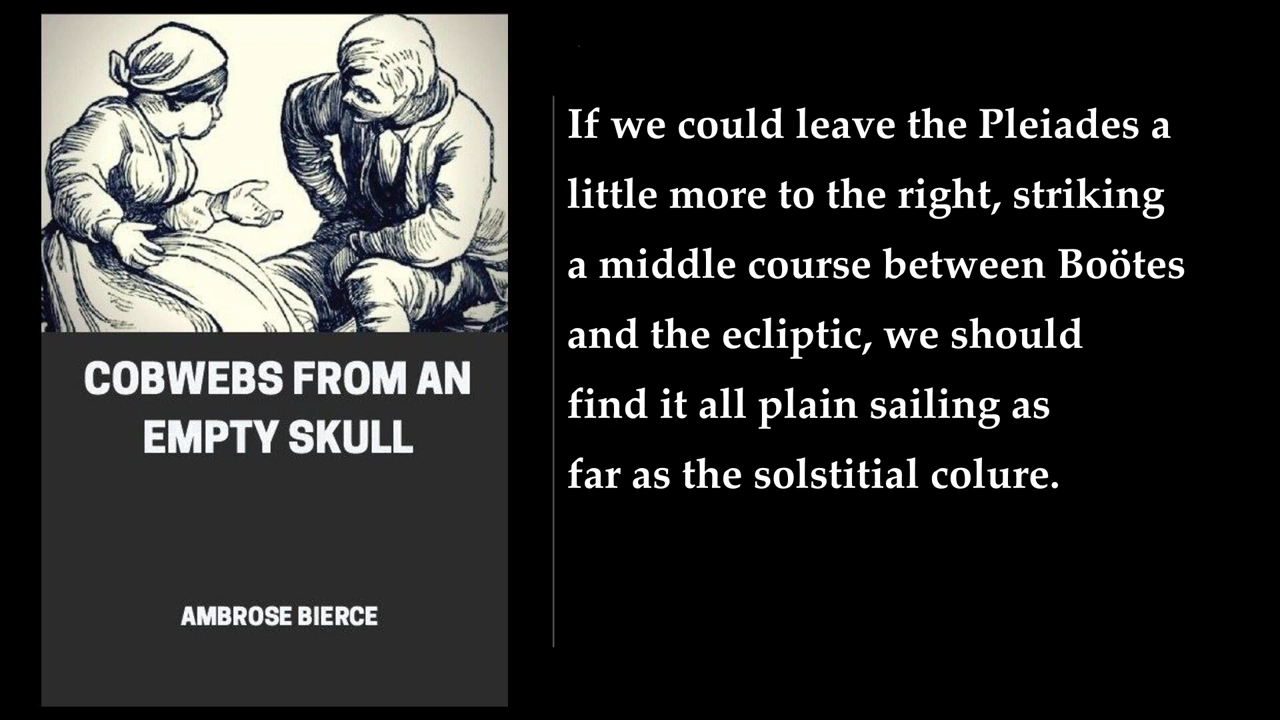 COBWEBS FROM AN
EMPTY SKULL
AMBROSE BIERCE
If we could leave the Pleiades a
little more to the right, striking
a middle course between Boötes
and the ecliptic, we should
find it all plain sailing as
far as the solstitial colure.